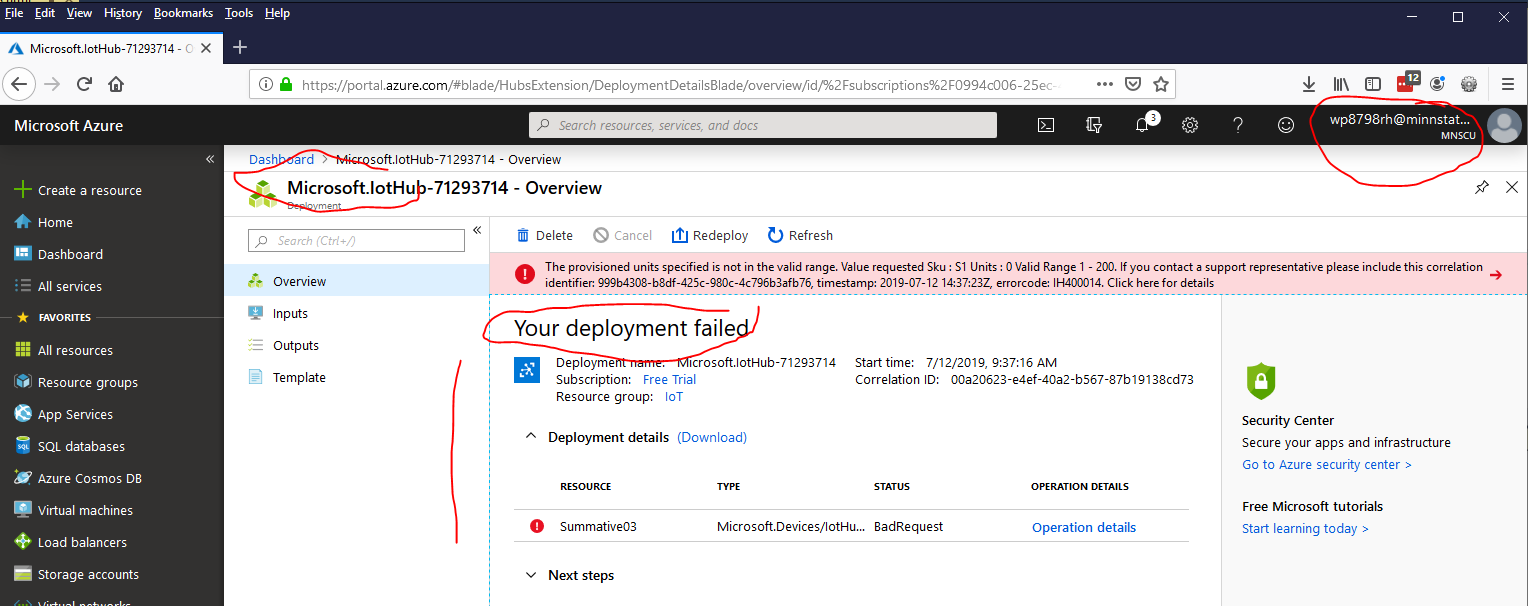 File Edit View History Bookmarks Tools Help
Microsoft.IotHub-71293714 - O
https://portal.azure.com/#blade/HubsExtension/DeploymentDetailsBlade/overview/id/%2Fsubscriptions%2F0994c006-25ec-
12
Microsoft Azure
Search resources, services, and docs
3
wp8798rh@minnstat...
MNSCU
Dashboard > Microsoft.IotHub-71293714 - Overview
Microsoft.IotHub-71293714 - Overview
Deployment
Create a resource
Home
Dashboard
All services
FAVORITES
All resources
Resource groups
App Services
SQL databases
Azure Cosmos DB
Virtual machines
Load balancers
Storage accounts
Virtual networks
Search (Ctrl+/)
Overview
Inputs
Outputs
Template
Delete Cancel Redeploy Refresh
The provisioned units specified is not in the valid range. Value requested Sku : S1 Units : 0 Valid Range 1 - 200. If you contact a support representative please include this correlation
identifier: 999b4308-b8df-425c-980c-4c796b3afb76, timestamp: 2019-07-12 14:37:23Z, errorcode: IH400014. Click here for details
Your deployment failed
Deployment name: Microsoft.IotHub-71293714
Subscription: Free Trial
Resource group: IoT
Start time: 7/12/2019, 9:37:16 AM
Correlation ID: 00a20623-e4ef-40a2-b567-87b19138cd73
Deployment details (Download)
RESOURCE TYPE STATUS OPERATION DETAILS
Summative03 Microsoft.Devices/IotHu... BadRequest Operation details
Next steps
Security Center
Secure your apps and infrastructure
Go to Azure security center >
Free Microsoft tutorials
Start learning today >